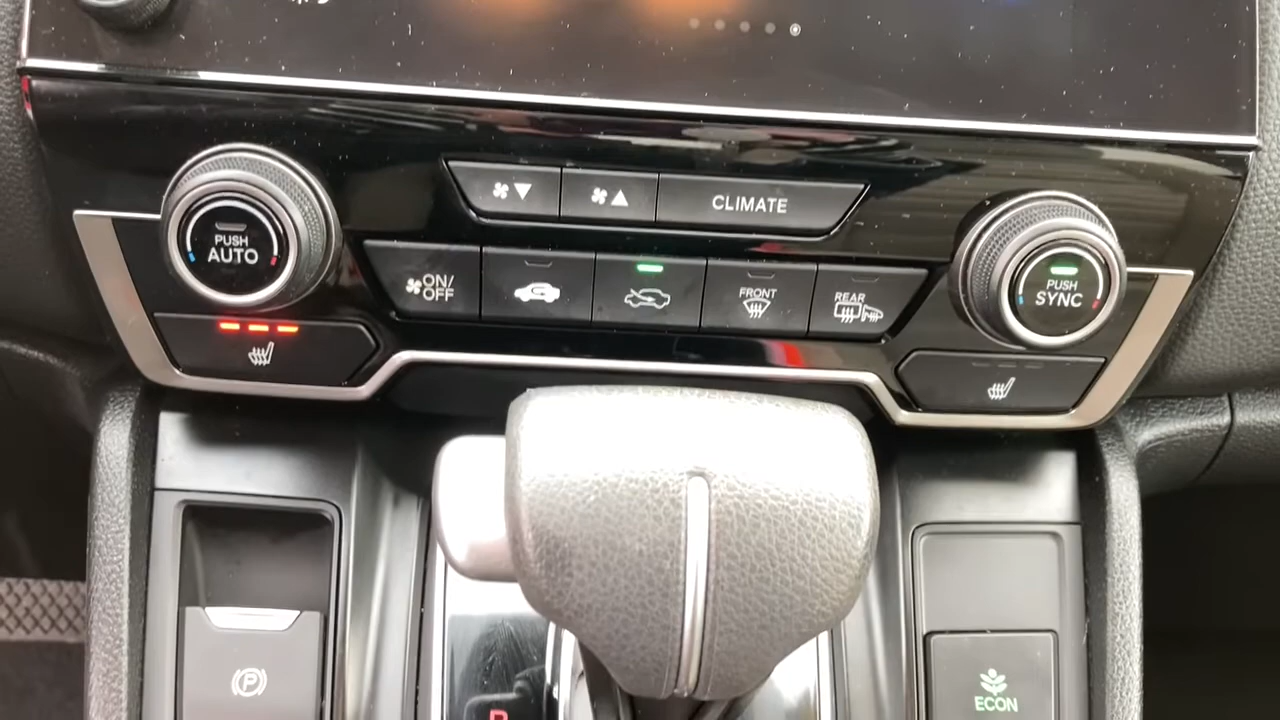 CLIMATE
PUSH
AUTO
ON/
OFF
FRONT
REAR
PUSH
SYNC
P
ECON